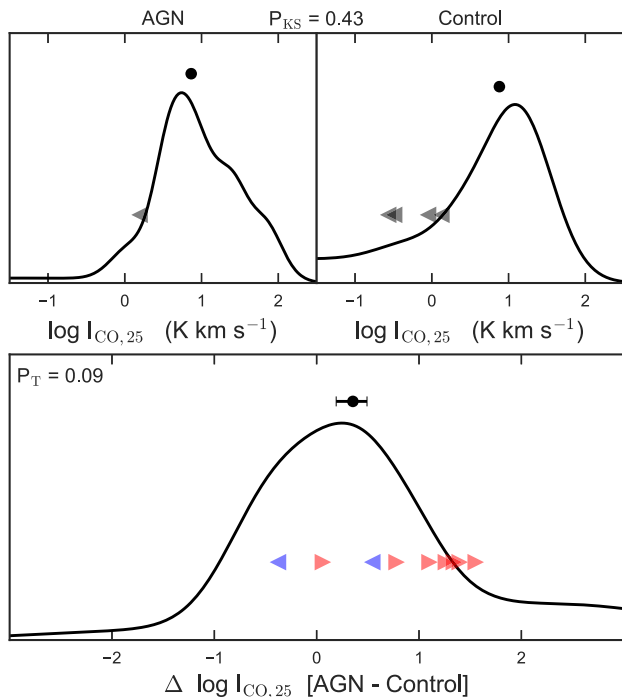 AGN P_KS = 0.43 Control
−1 0 1 2 −1 0 1 2
log I_CO,25 (K km s⁻¹) log I_CO,25 (K km s⁻¹)
P_T = 0.09
−2 −1 0 1 2
Δ log I_CO,25 [AGN - Control]